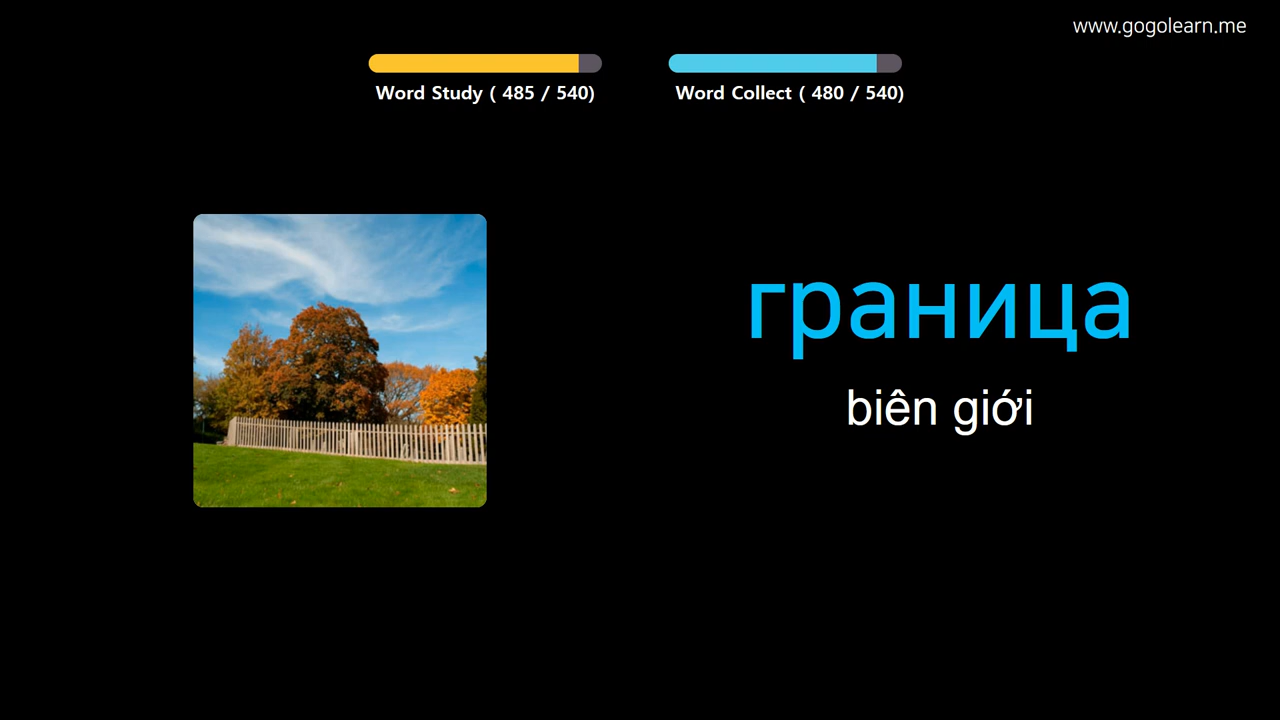 www.gogolearn.me
Word Study ( 485 / 540)
Word Collect ( 480 / 540)
граница
biên giới